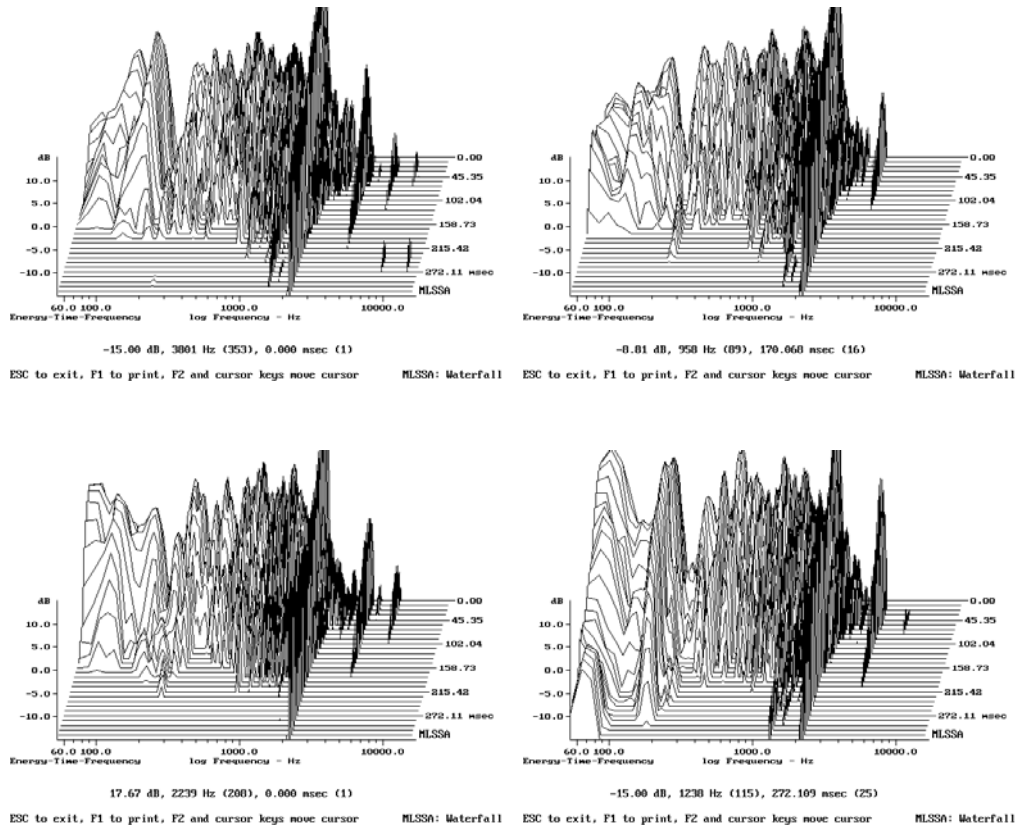 dB
0.00
10.0
45.35
5.0
102.04
0.0
158.73
-5.0
215.42
-10.0
272.11 msec
MLSSA
60.0 100.0 1000.0 10000.0
Energy-Time-Frequency log Frequency - Hz
-15.00 dB, 3801 Hz (353), 0.000 msec (1)
ESC to exit, F1 to print, F2 and cursor keys move cursor MLSSA: Waterfall
dB
0.00
10.0
45.35
5.0
102.04
0.0
158.73
-5.0
215.42
-10.0
272.11 msec
MLSSA
60.0 100.0 1000.0 10000.0
Energy-Time-Frequency log Frequency - Hz
-8.81 dB, 958 Hz (89), 170.068 msec (16)
ESC to exit, F1 to print, F2 and cursor keys move cursor MLSSA: Waterfall
dB
0.00
10.0
45.35
5.0
102.04
0.0
158.73
-5.0
215.42
-10.0
272.11 msec
MLSSA
60.0 100.0 1000.0 10000.0
Energy-Time-Frequency log Frequency - Hz
17.67 dB, 2239 Hz (208), 0.000 msec (1)
ESC to exit, F1 to print, F2 and cursor keys move cursor MLSSA: Waterfall
dB
0.00
10.0
45.35
5.0
102.04
0.0
158.73
-5.0
215.42
-10.0
272.11 msec
MLSSA
60.0 100.0 1000.0 10000.0
Energy-Time-Frequency log Frequency - Hz
-15.00 dB, 1238 Hz (115), 272.109 msec (25)
ESC to exit, F1 to print, F2 and cursor keys move cursor MLSSA: Waterfall